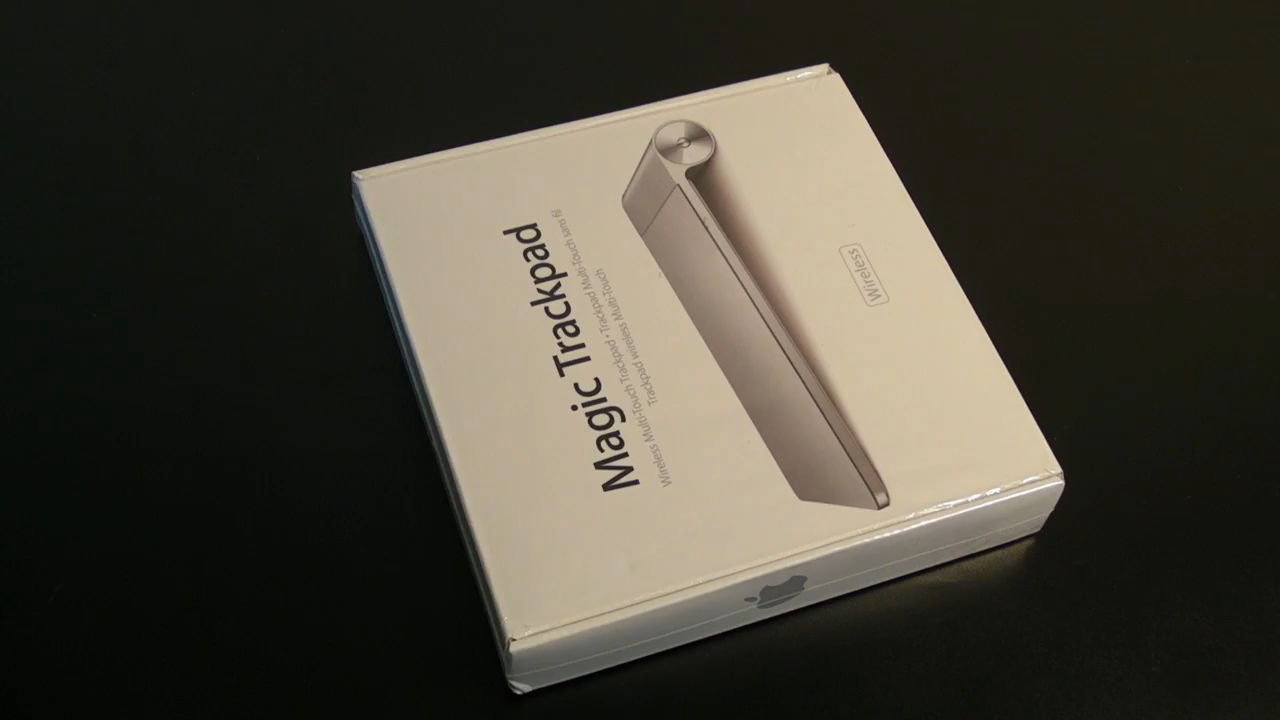 Magic Trackpad
Wireless Multi-Touch Trackpad • Trackpad Multi-Touch sans fil
Trackpad wireless Multi-Touch
Wireless